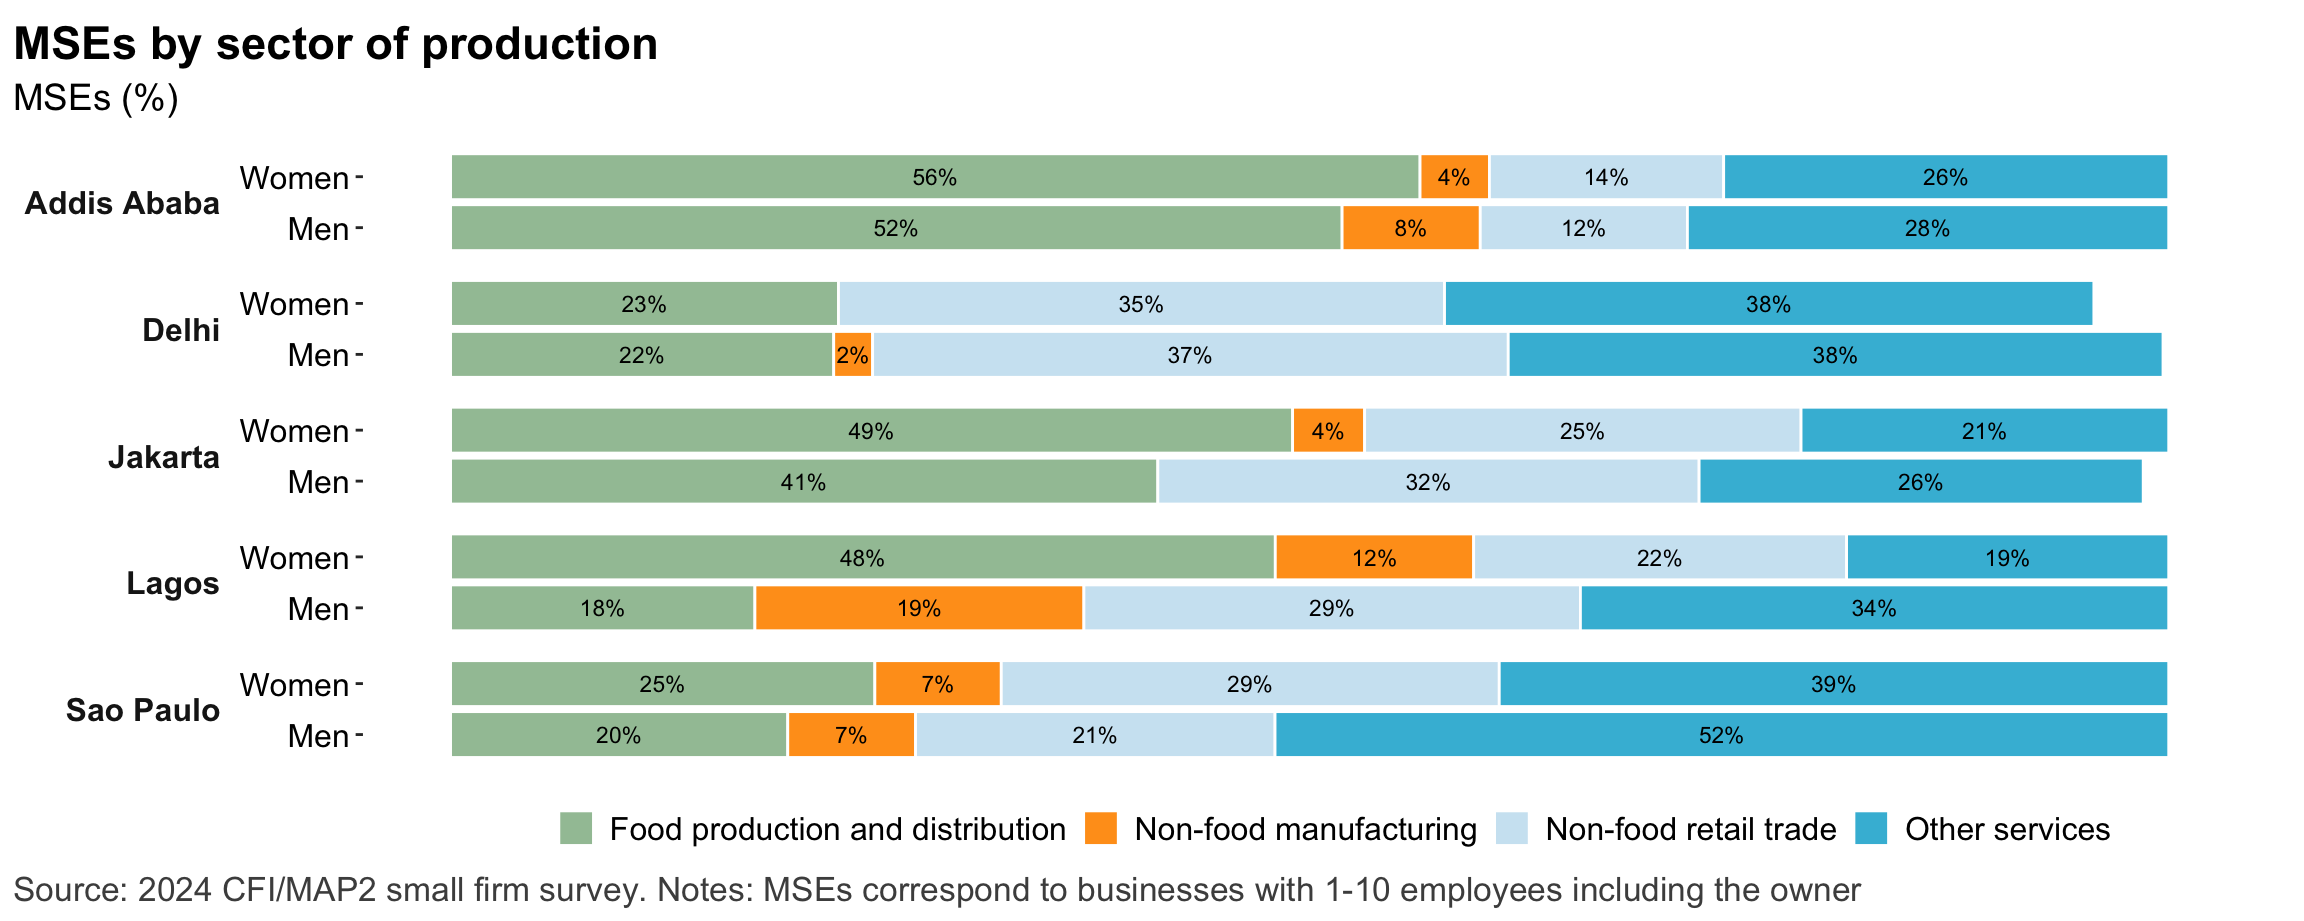 MSEs by sector of production
MSEs (%)
Addis Ababa
Women 56% 4% 14% 26%
Men 52% 8% 12% 28%
Delhi
Women 23% 35% 38%
Men 22% 2% 37% 38%
Jakarta
Women 49% 4% 25% 21%
Men 41% 32% 26%
Lagos
Women 48% 12% 22% 19%
Men 18% 19% 29% 34%
Sao Paulo
Women 25% 7% 29% 39%
Men 20% 7% 21% 52%
Food production and distribution Non-food manufacturing Non-food retail trade Other services
Source: 2024 CFI/MAP2 small firm survey. Notes: MSEs correspond to businesses with 1-10 employees including the owner